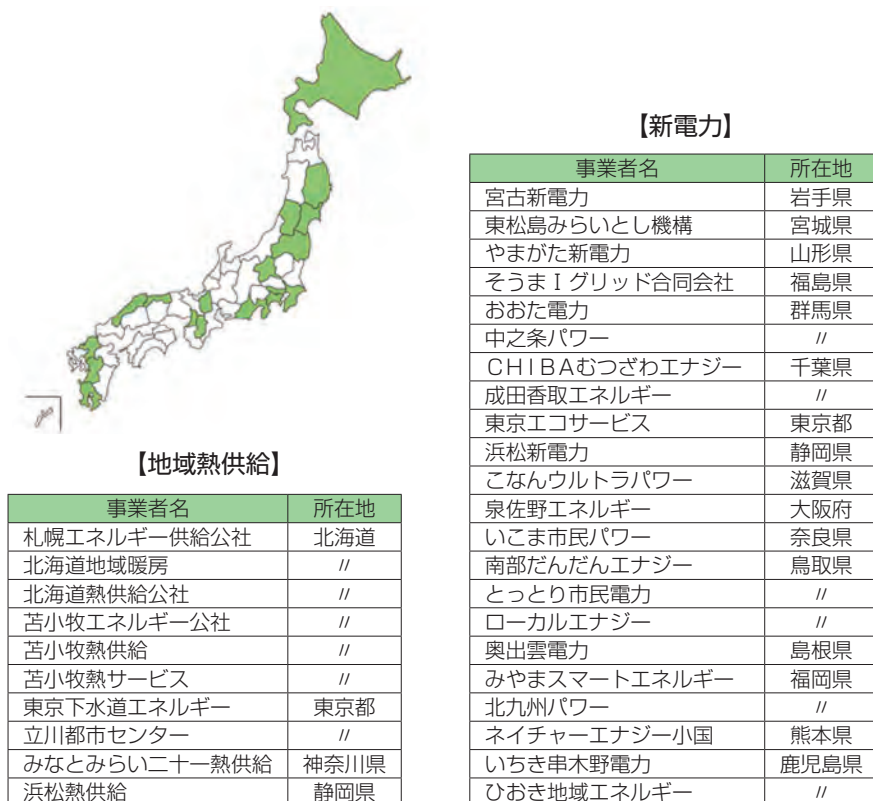 【地域熱供給】
事業者名 所在地
札幌エネルギー供給公社 北海道
北海道地域暖房 〃
北海道熱供給公社 〃
苫小牧エネルギー公社 〃
苫小牧熱供給 〃
苫小牧熱サービス 〃
東京下水道エネルギー 東京都
立川都市センター 〃
みなとみらい二十一熱供給 神奈川県
浜松熱供給 静岡県
【新電力】
事業者名 所在地
宮古新電力 岩手県
東松島みらいとし機構 宮城県
やまがた新電力 山形県
そうまIグリッド合同会社 福島県
おおた電力 群馬県
中之条パワー 〃
CHIBAむつざわエナジー 千葉県
成田香取エネルギー 〃
東京エコサービス 東京都
浜松新電力 静岡県
こなんウルトラパワー 滋賀県
泉佐野エネルギー 大阪府
いこま市民パワー 奈良県
南部だんだんエナジー 鳥取県
とっとり市民電力 〃
ローカルエナジー 〃
奥出雲電力 島根県
みやまスマートエネルギー 福岡県
北九州パワー 〃
ネイチャーエナジー小国 熊本県
いちき串木野電力 鹿児島県
ひおき地域エネルギー 〃